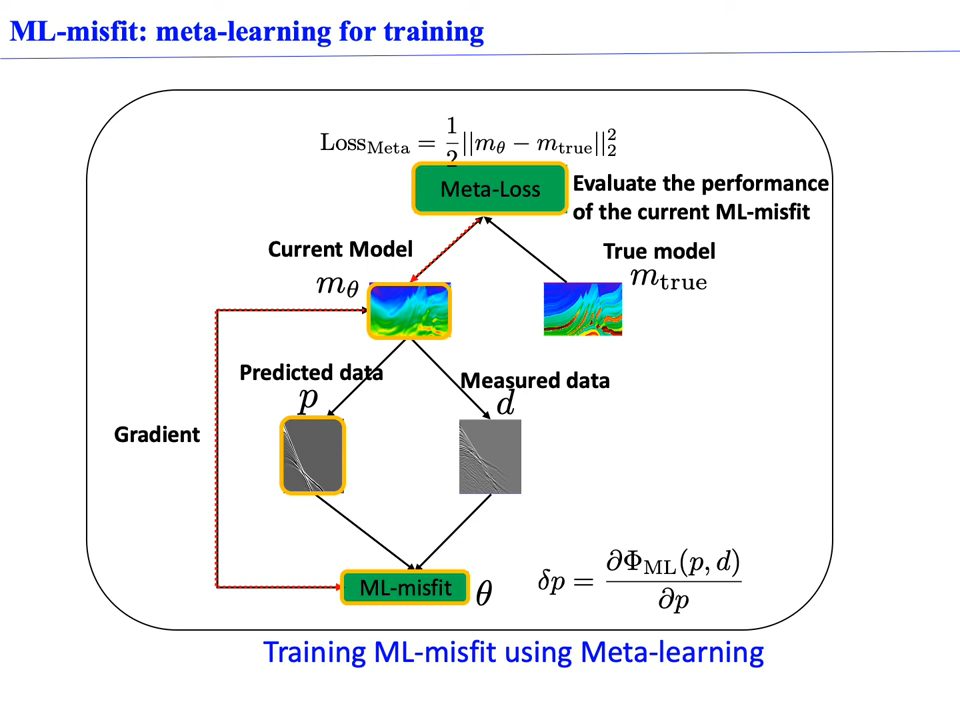 ML-misfit: meta-learning for training
Loss_Meta = 1/2 ||m_θ − m_true||_2^2
Meta-Loss
Evaluate the performance
of the current ML-misfit
Current Model
m_θ
True model
m_true
Predicted data
p
Measured data
d
Gradient
ML-misfit
θ
δp = ∂Φ_ML(p, d) / ∂p
Training ML-misfit using Meta-learning